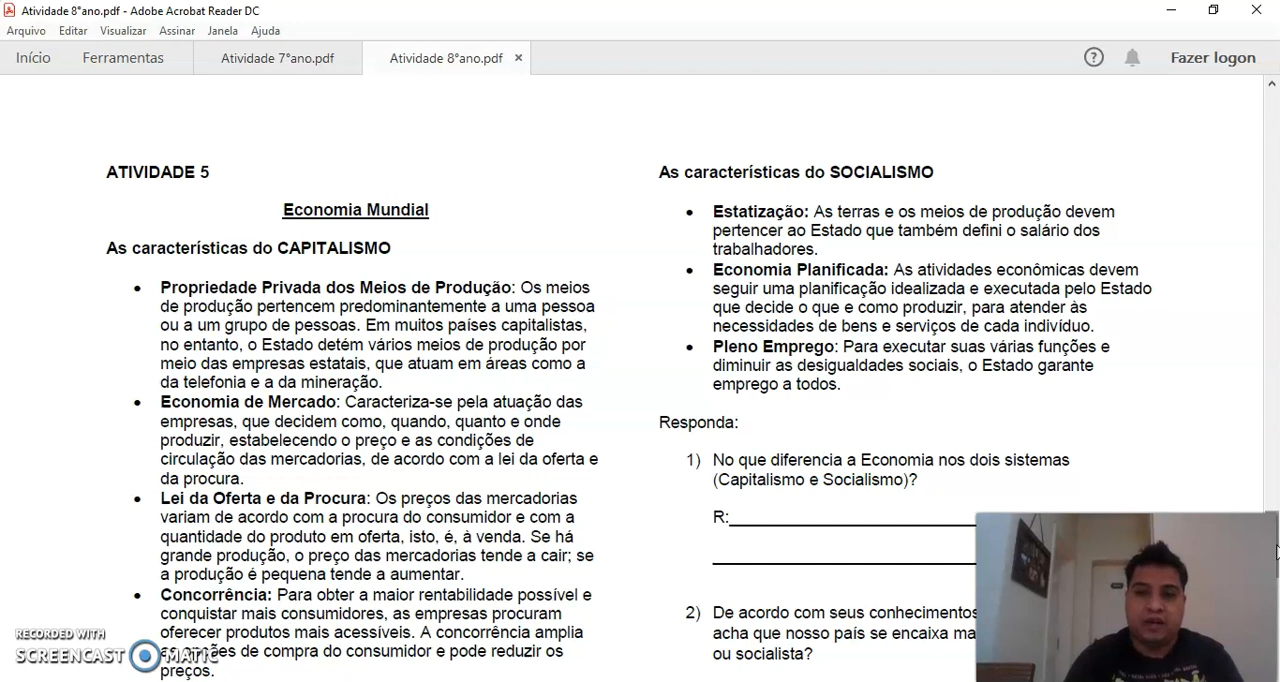 Atividade 8°ano.pdf - Adobe Acrobat Reader DC
Arquivo Editar Visualizar Assinar Janela Ajuda
Início Ferramentas Atividade 7°ano.pdf Atividade 8°ano.pdf × Fazer logon
ATIVIDADE 5
Economia Mundial
As características do CAPITALISMO
• Propriedade Privada dos Meios de Produção: Os meios
de produção pertencem predominantemente a uma pessoa
ou a um grupo de pessoas. Em muitos países capitalistas,
no entanto, o Estado detém vários meios de produção por
meio das empresas estatais, que atuam em áreas como a
da telefonia e a da mineração.
• Economia de Mercado: Caracteriza-se pela atuação das
empresas, que decidem como, quando, quanto e onde
produzir, estabelecendo o preço e as condições de
circulação das mercadorias, de acordo com a lei da oferta e
da procura.
• Lei da Oferta e da Procura: Os preços das mercadorias
variam de acordo com a procura do consumidor e com a
quantidade do produto em oferta, isto, é, à venda. Se há
grande produção, o preço das mercadorias tende a cair; se
a produção é pequena tende a aumentar.
• Concorrência: Para obter a maior rentabilidade possível e
conquistar mais consumidores, as empresas procuram
oferecer produtos mais acessíveis. A concorrência amplia
as opções de compra do consumidor e pode reduzir os
preços.
As características do SOCIALISMO
• Estatização: As terras e os meios de produção devem
pertencer ao Estado que também defini o salário dos
trabalhadores.
• Economia Planificada: As atividades econômicas devem
seguir uma planificação idealizada e executada pelo Estado
que decide o que e como produzir, para atender às
necessidades de bens e serviços de cada indivíduo.
• Pleno Emprego: Para executar suas várias funções e
diminuir as desigualdades sociais, o Estado garante
emprego a todos.
Responda:
1) No que diferencia a Economia nos dois sistemas
(Capitalismo e Socialismo)?
R:
2) De acordo com seus conhecimentos
acha que nosso país se encaixa ma
ou socialista?
RECORDED WITH
SCREENCAST MATIC